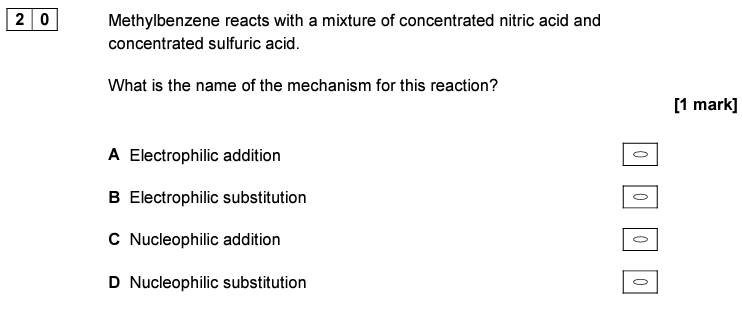 2 0
Methylbenzene reacts with a mixture of concentrated nitric acid and
concentrated sulfuric acid.
What is the name of the mechanism for this reaction?
[1 mark]
A Electrophilic addition
B Electrophilic substitution
C Nucleophilic addition
D Nucleophilic substitution